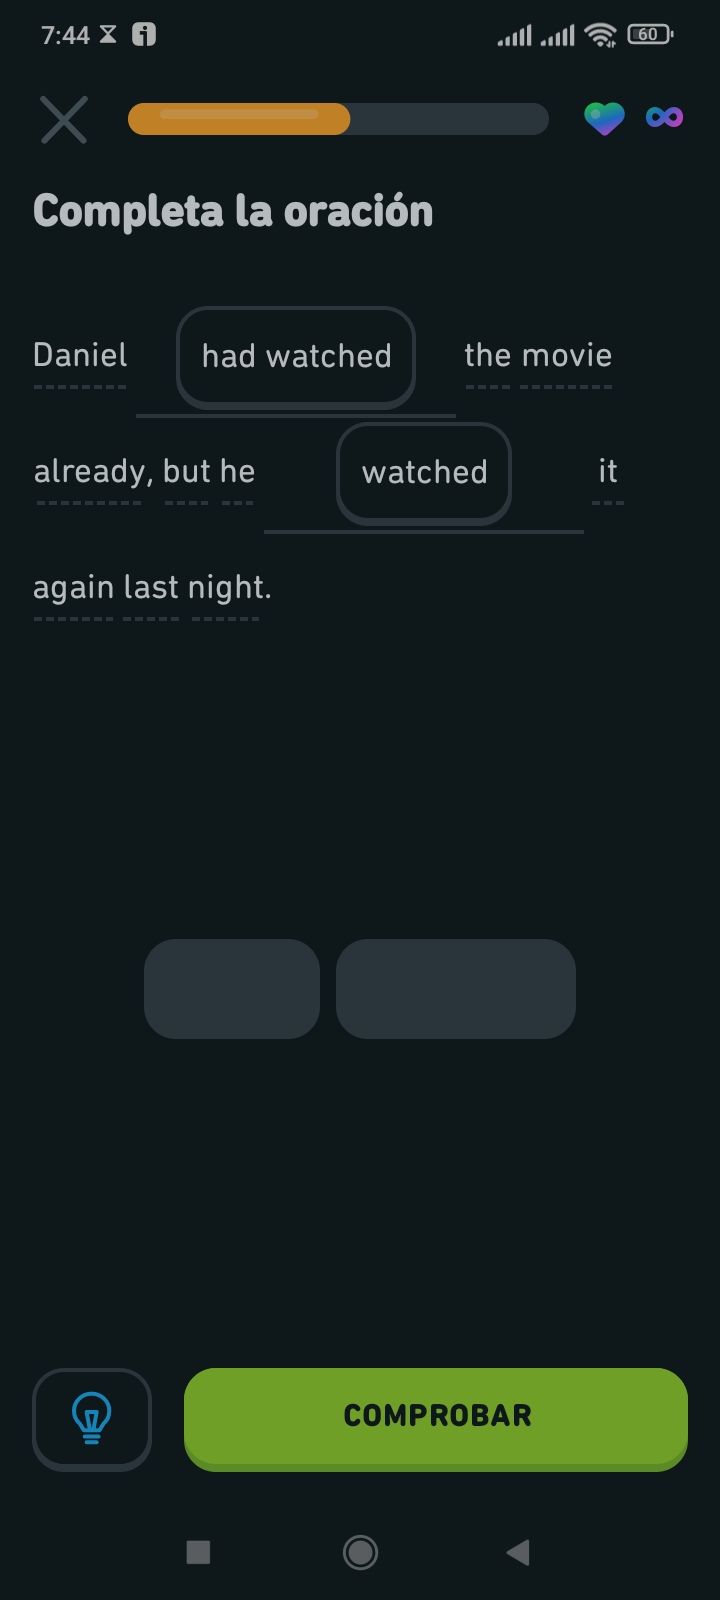 7:44
60
Completa la oración
Daniel had watched the movie
already, but he watched it
again last night.
COMPROBAR